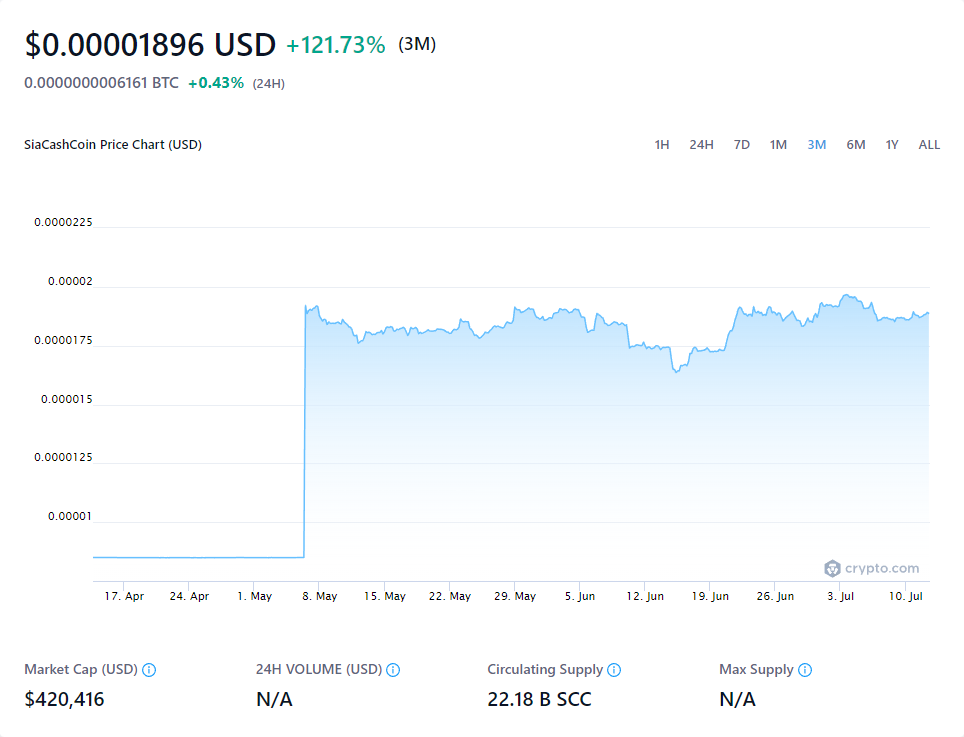 $0.00001896 USD +121.73% (3M)
0.0000000006161 BTC +0.43% (24H)
SiaCashCoin Price Chart (USD) 1H 24H 7D 1M 3M 6M 1Y ALL
0.0000225
0.00002
0.0000175
0.000015
0.0000125
0.00001
crypto.com
17. Apr 24. Apr 1. May 8. May 15. May 22. May 29. May 5. Jun 12. Jun 19. Jun 26. Jun 3. Jul 10. Jul
Market Cap (USD) 24H VOLUME (USD) Circulating Supply Max Supply
$420,416 N/A 22.18 B SCC N/A